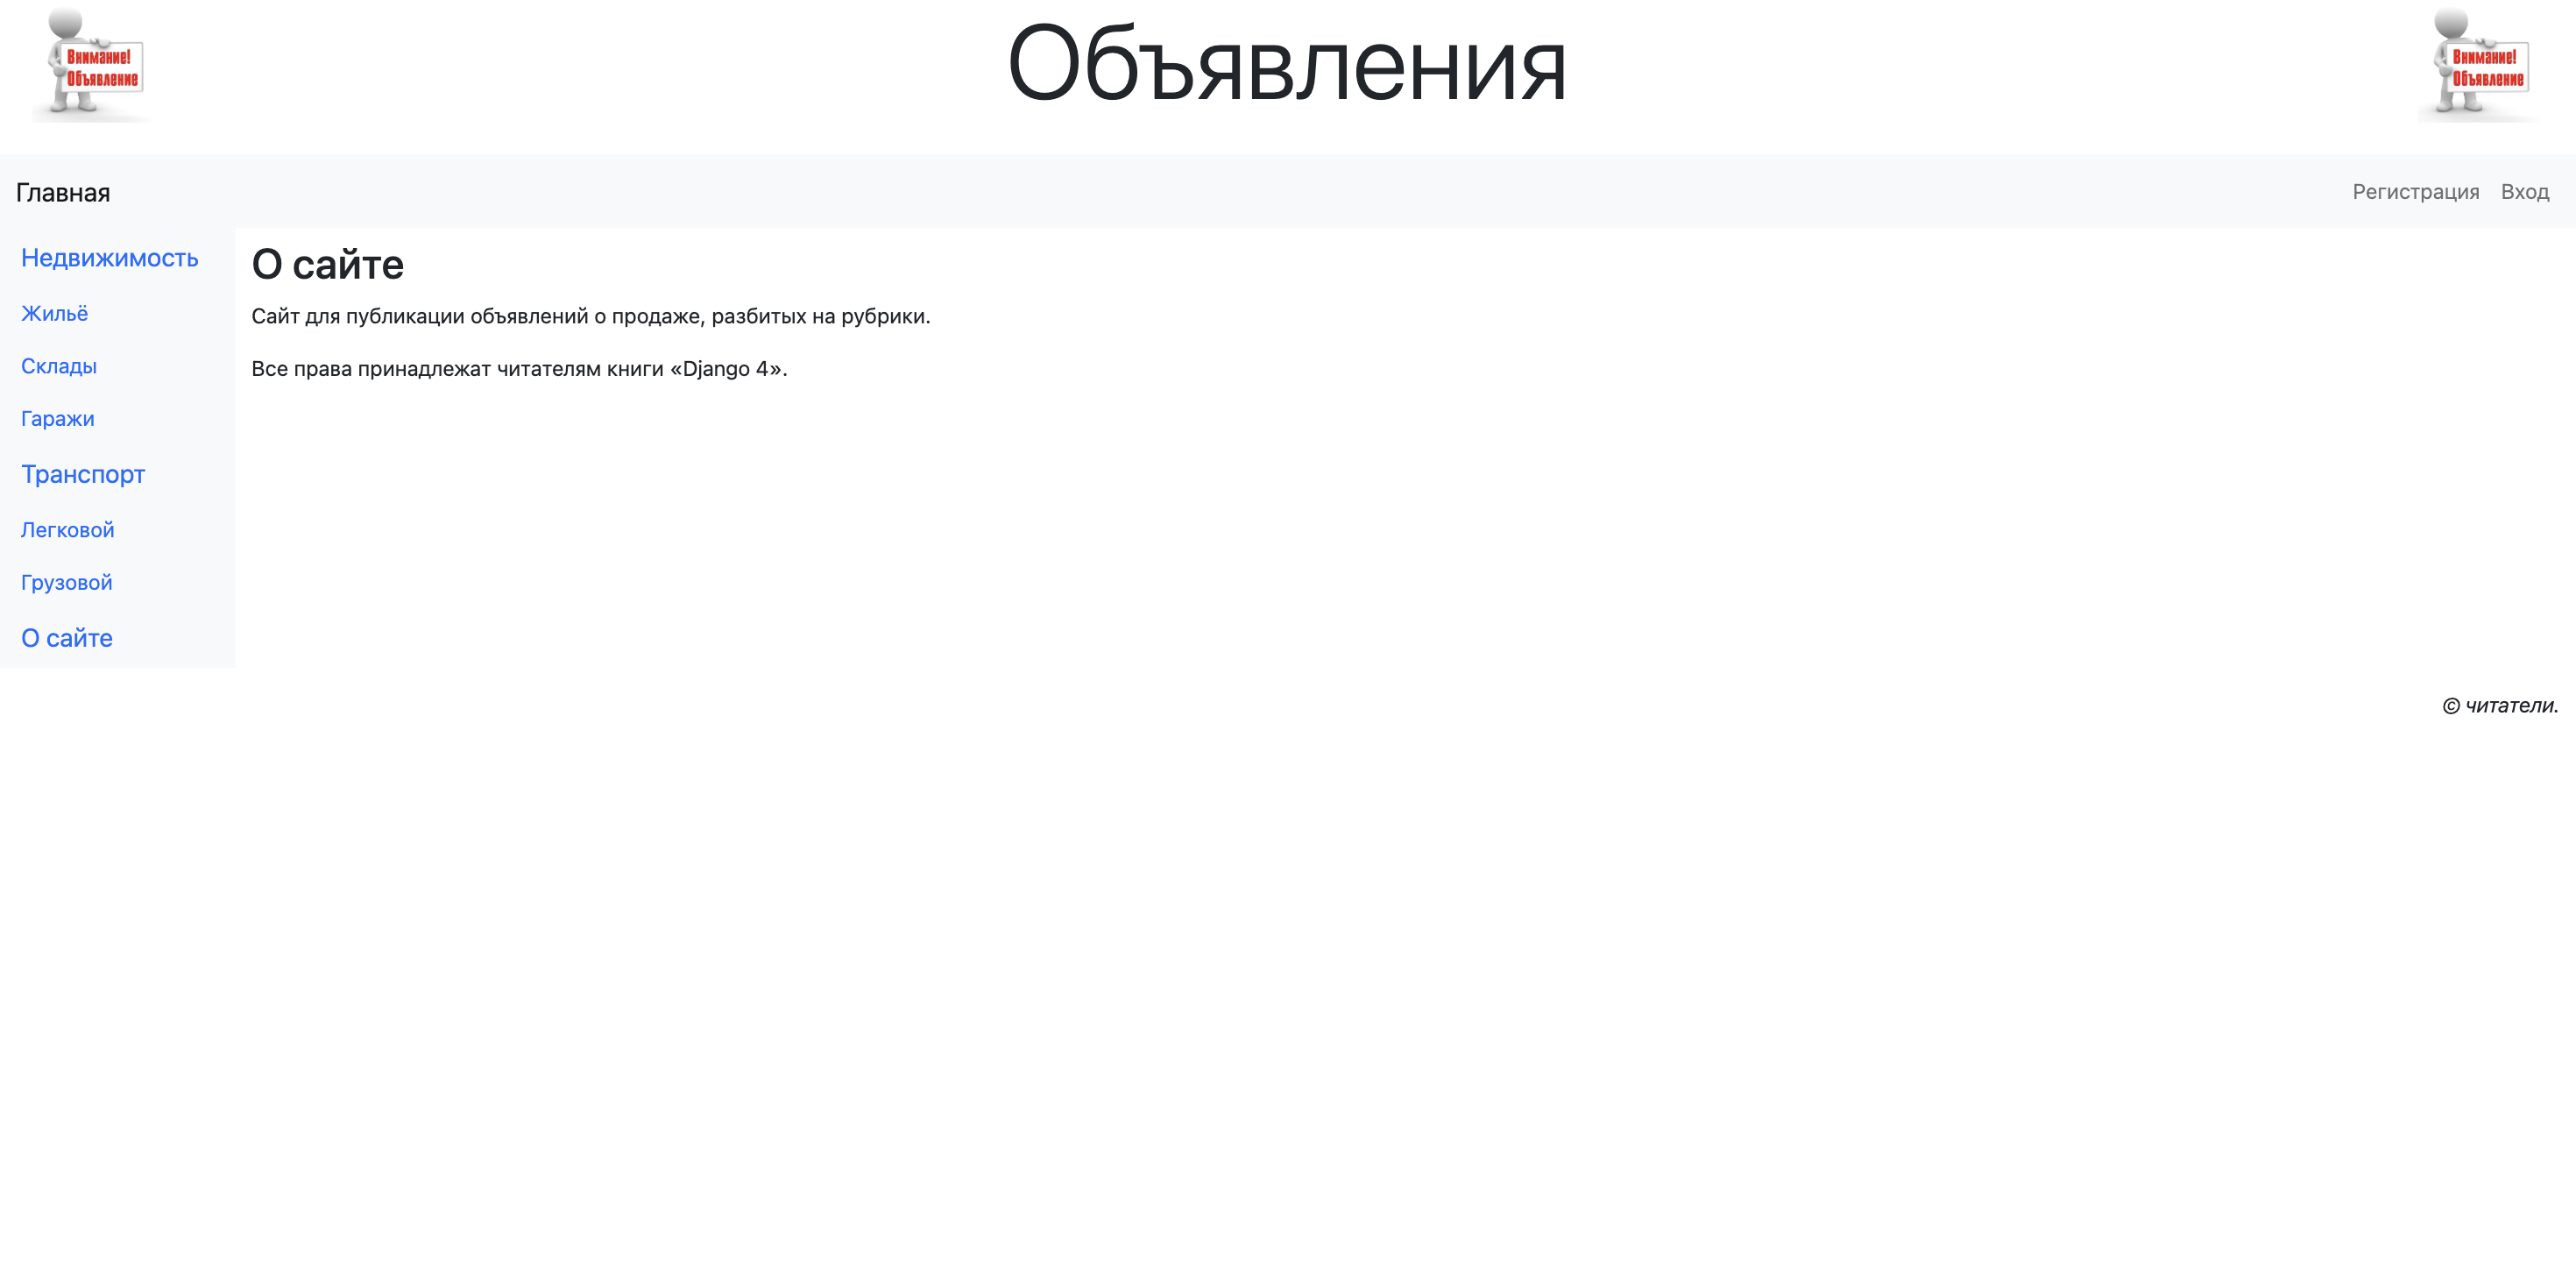 Внимание!
Объявление
Объявления
Внимание!
Объявление
Главная
Регистрация Вход
Недвижимость
Жильё
Склады
Гаражи
Транспорт
Легковой
Грузовой
О сайте
О сайте
Сайт для публикации объявлений о продаже, разбитых на рубрики.
Все права принадлежат читателям книги «Django 4».
© читатели.